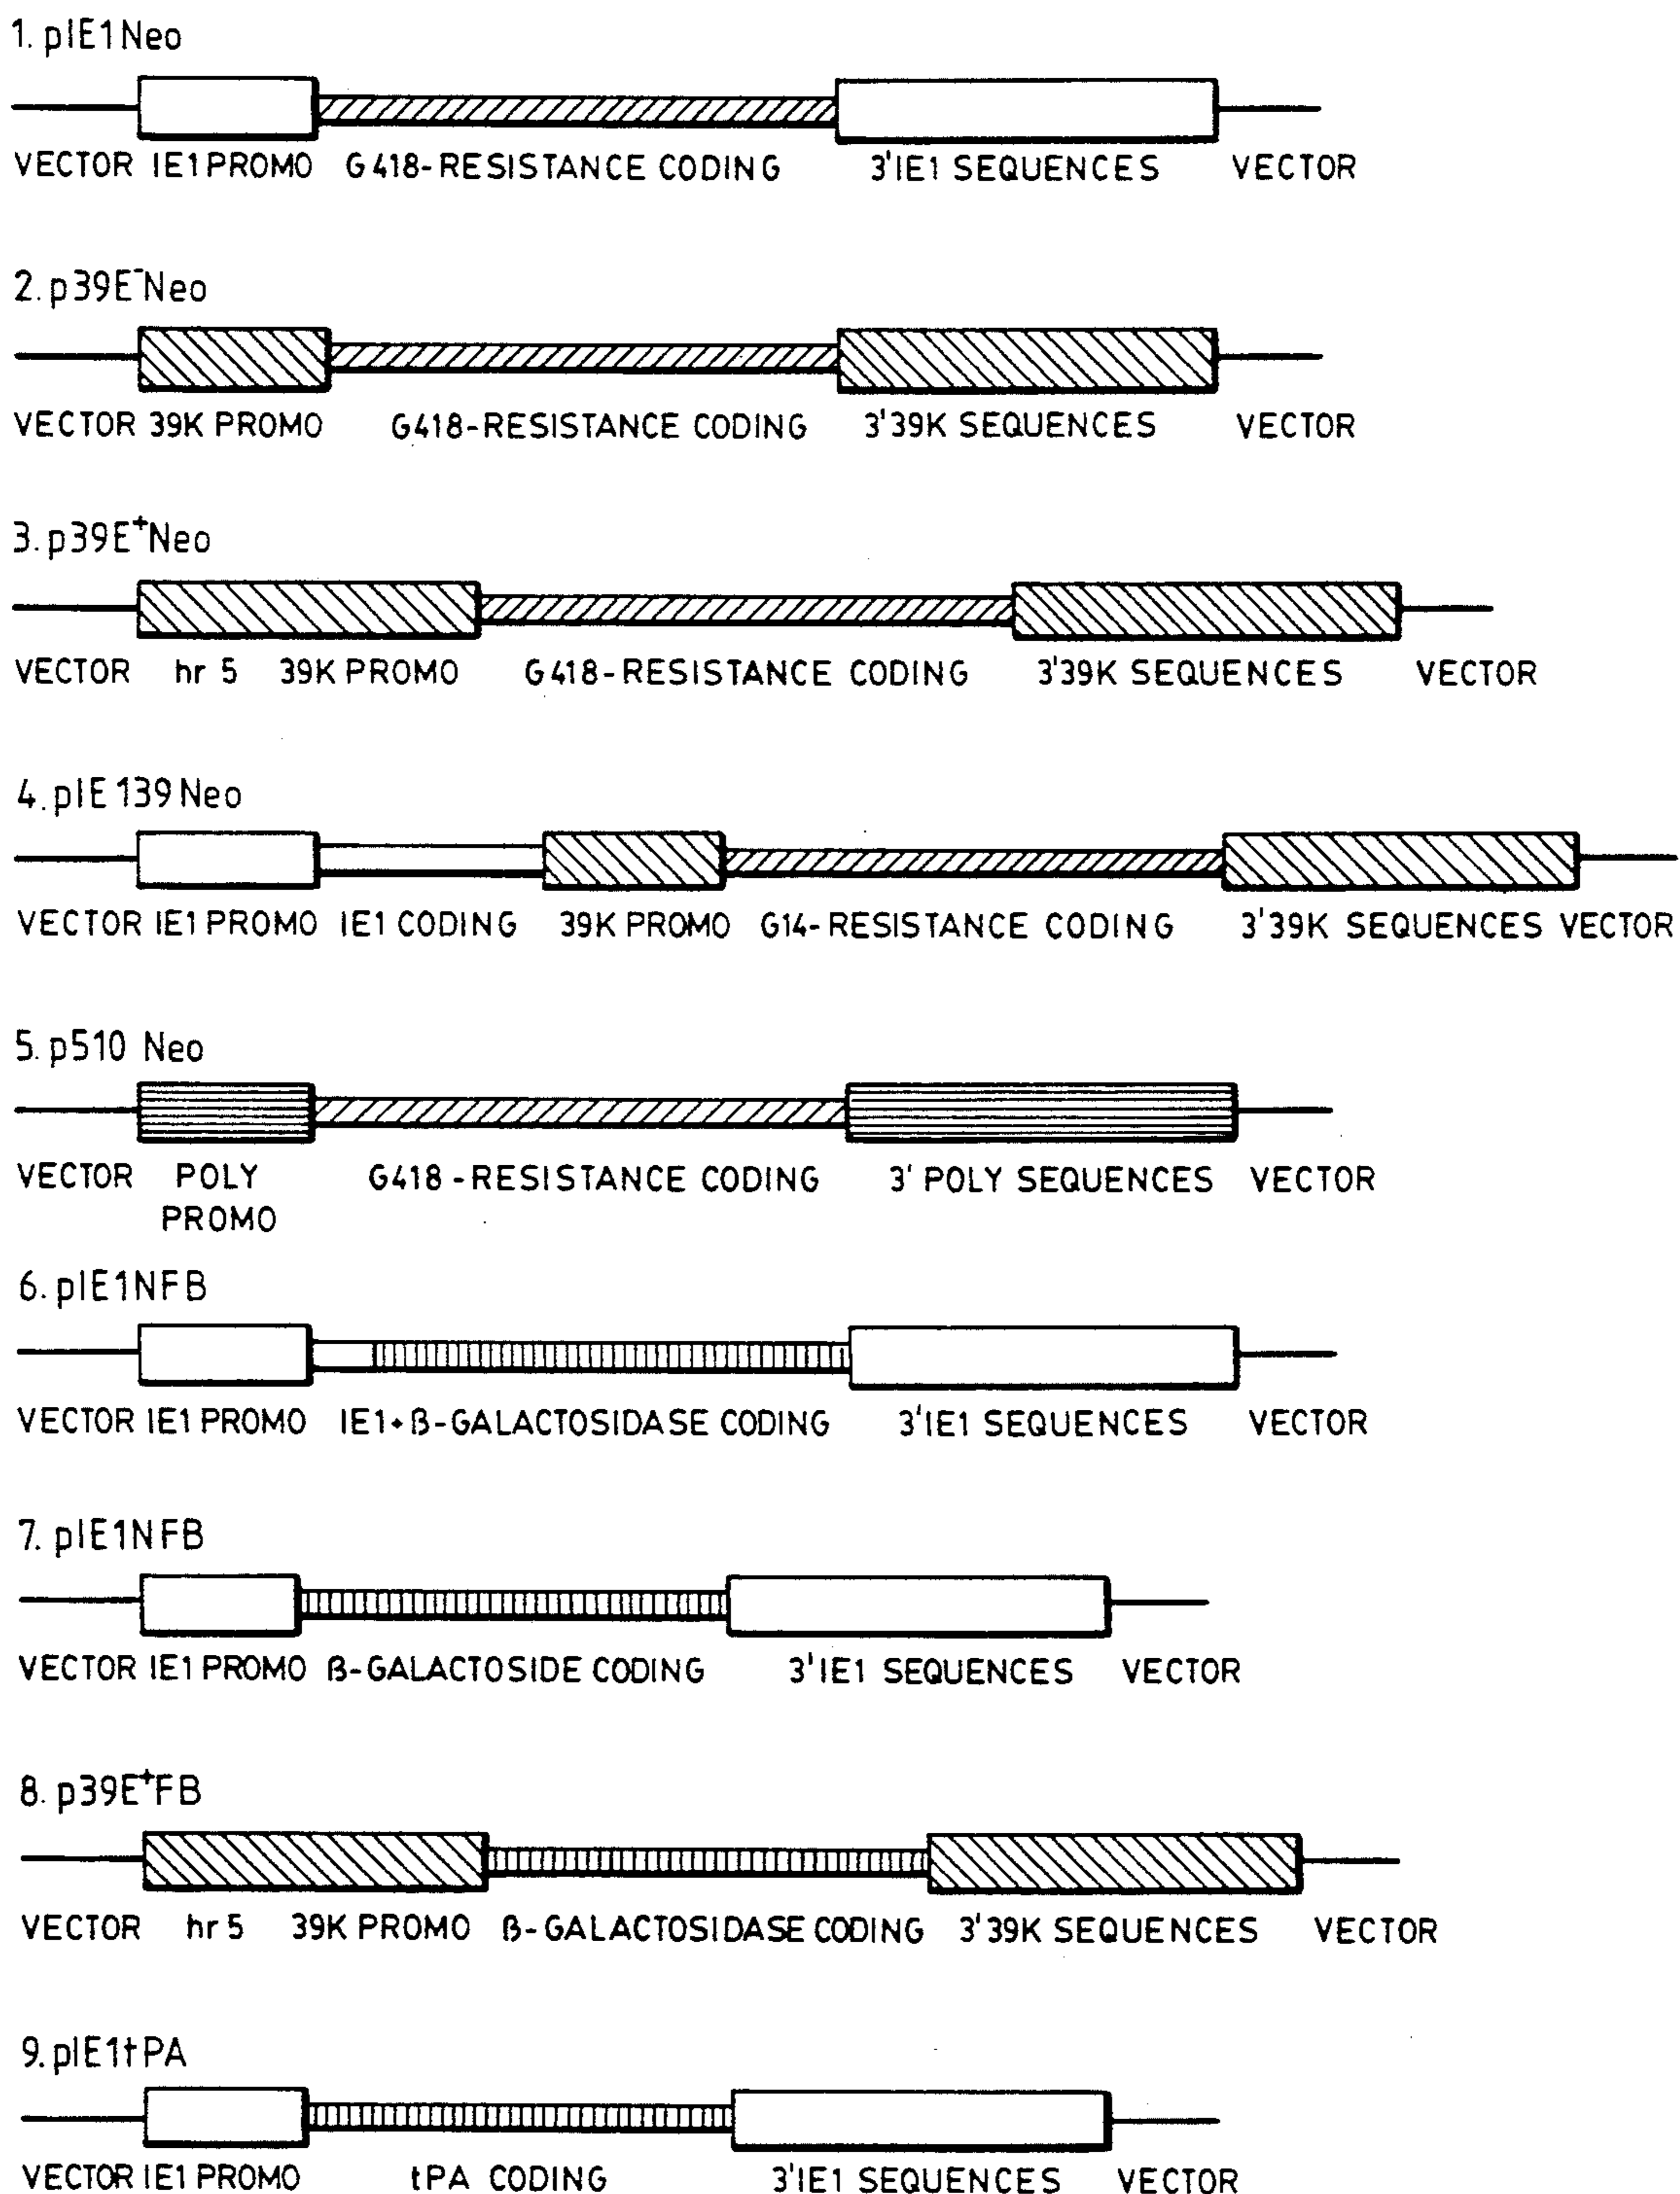 1. pIE1Neo
VECTOR IE1 PROMO G418-RESISTANCE CODING 3'IE1 SEQUENCES VECTOR
2. p39E⁻Neo
VECTOR 39K PROMO G418-RESISTANCE CODING 3'39K SEQUENCES VECTOR
3. p39E⁺Neo
VECTOR hr 5 39K PROMO G418-RESISTANCE CODING 3'39K SEQUENCES VECTOR
4. pIE139Neo
VECTOR IE1 PROMO IE1 CODING 39K PROMO G14-RESISTANCE CODING 3'39K SEQUENCES VECTOR
5. p510 Neo
VECTOR POLY G418-RESISTANCE CODING 3' POLY SEQUENCES VECTOR
PROMO
6. pIE1NFB
VECTOR IE1 PROMO IE1+ß-GALACTOSIDASE CODING 3'IE1 SEQUENCES VECTOR
7. pIE1NFB
VECTOR IE1 PROMO ß-GALACTOSIDE CODING 3'IE1 SEQUENCES VECTOR
8. p39E⁺FB
VECTOR hr 5 39K PROMO ß-GALACTOSIDASE CODING 3'39K SEQUENCES VECTOR
9. pIE1tPA
VECTOR IE1 PROMO tPA CODING 3'IE1 SEQUENCES VECTOR